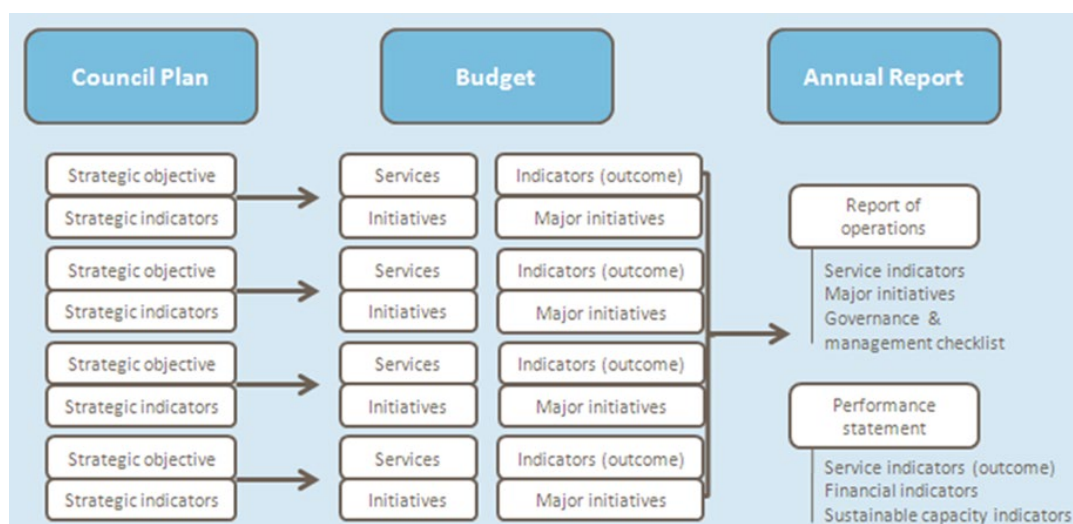 Council Plan
Budget
Annual Report
Strategic objective
Strategic indicators
Services
Initiatives
Indicators (outcome)
Major initiatives
Strategic objective
Strategic indicators
Services
Initiatives
Indicators (outcome)
Major initiatives
Strategic objective
Strategic indicators
Services
Initiatives
Indicators (outcome)
Major initiatives
Strategic objective
Strategic indicators
Services
Initiatives
Indicators (outcome)
Major initiatives
Report of
operations
Service indicators
Major initiatives
Governance &
management checklist
Performance
statement
Service indicators (outcome)
Financial indicators
Sustainable capacity indicators